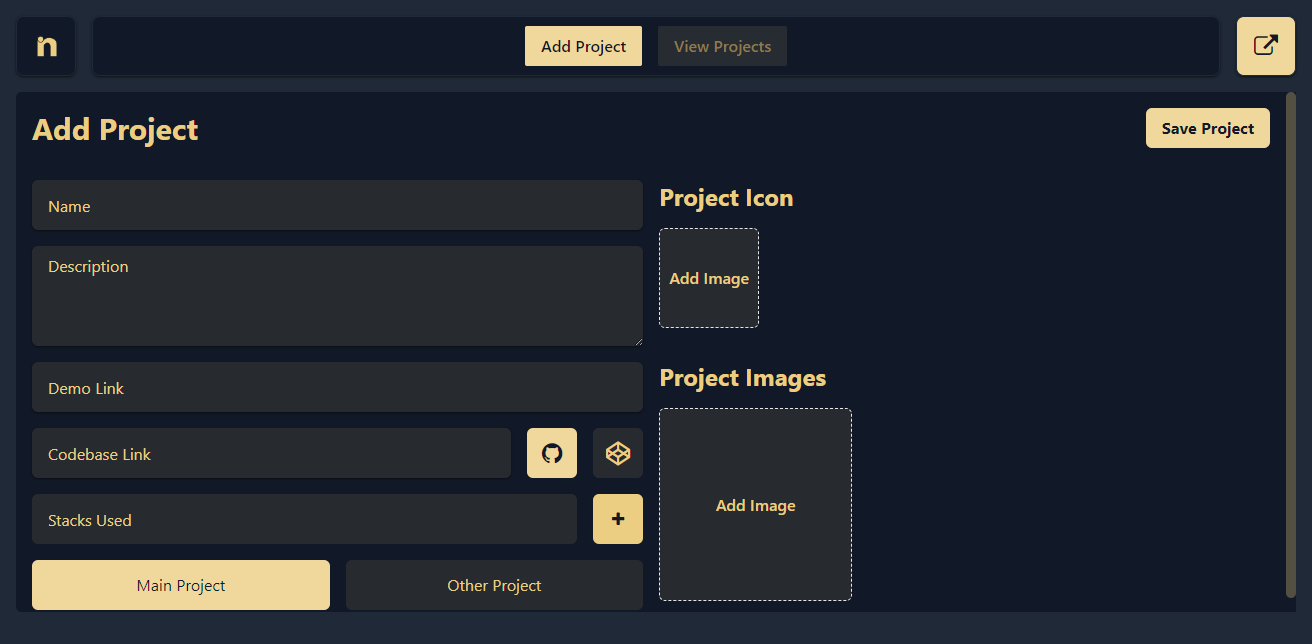 n
Add Project
View Projects
Add Project
Save Project
Name
Description
Demo Link
Codebase Link
Stacks Used
+
Main Project
Other Project
Project Icon
Add Image
Project Images
Add Image